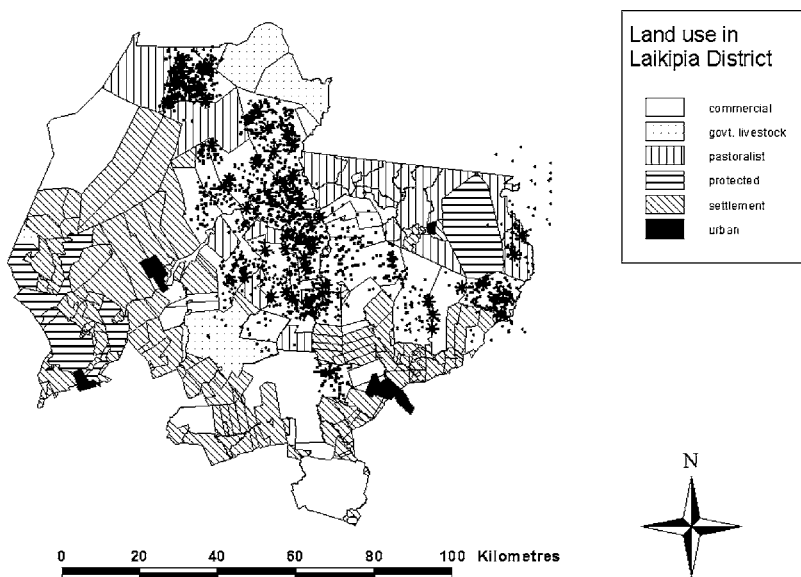 Land use in
Laikipia District
commercial
govt. livestock
pastoralist
protected
settlement
urban
N
0 20 40 60 80 100 Kilometres